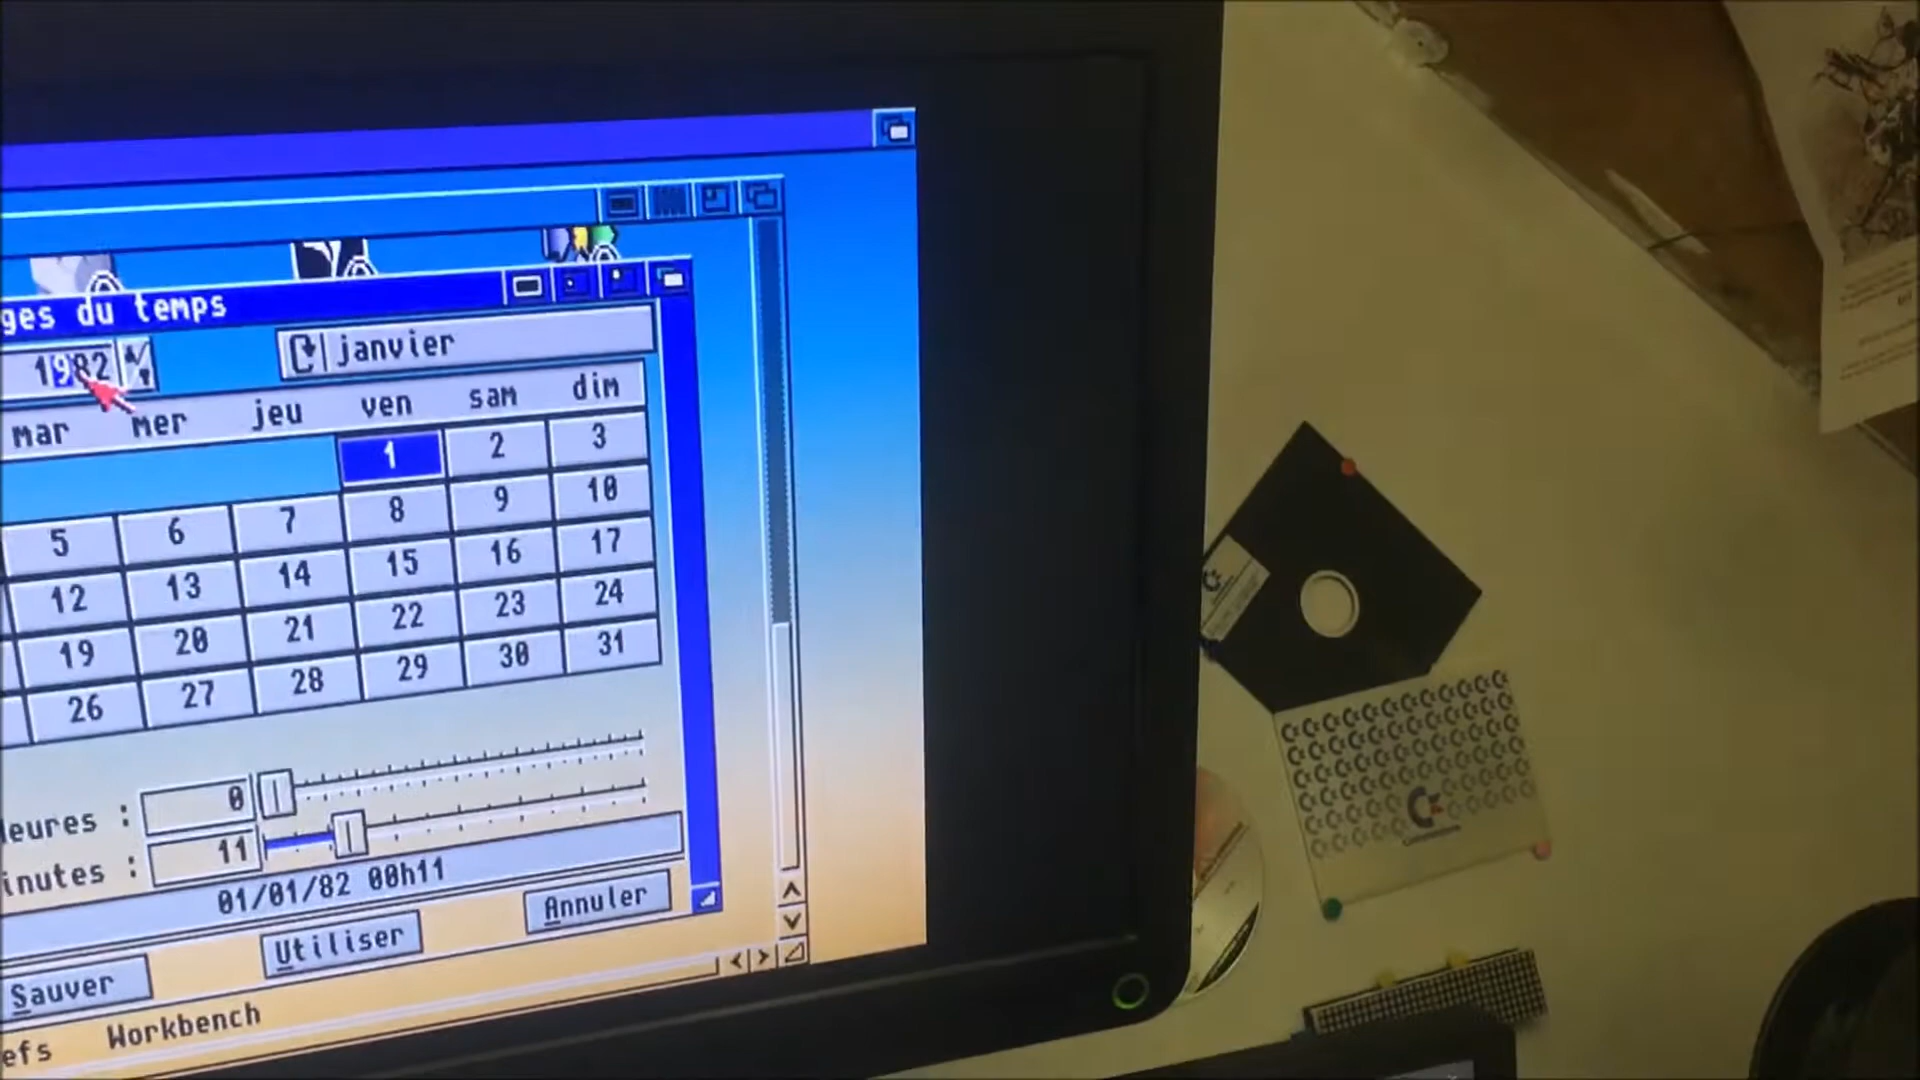 ges du temps
1982 janvier
mar mer jeu ven sam dim
1 2 3
5 6 7 8 9 10
12 13 14 15 16 17
19 20 21 22 23 24
26 27 28 29 30 31
eures : 0
inutes : 11
01/01/82 00h11
Sauver Utiliser Annuler
efs Workbench